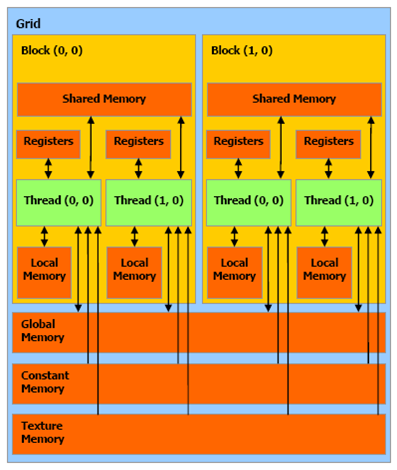 Grid
Block (0, 0)
Block (1, 0)
Shared Memory
Shared Memory
Registers
Registers
Registers
Registers
Thread (0, 0)
Thread (1, 0)
Thread (0, 0)
Thread (1, 0)
Local
Memory
Local
Memory
Local
Memory
Local
Memory
Global
Memory
Constant
Memory
Texture
Memory